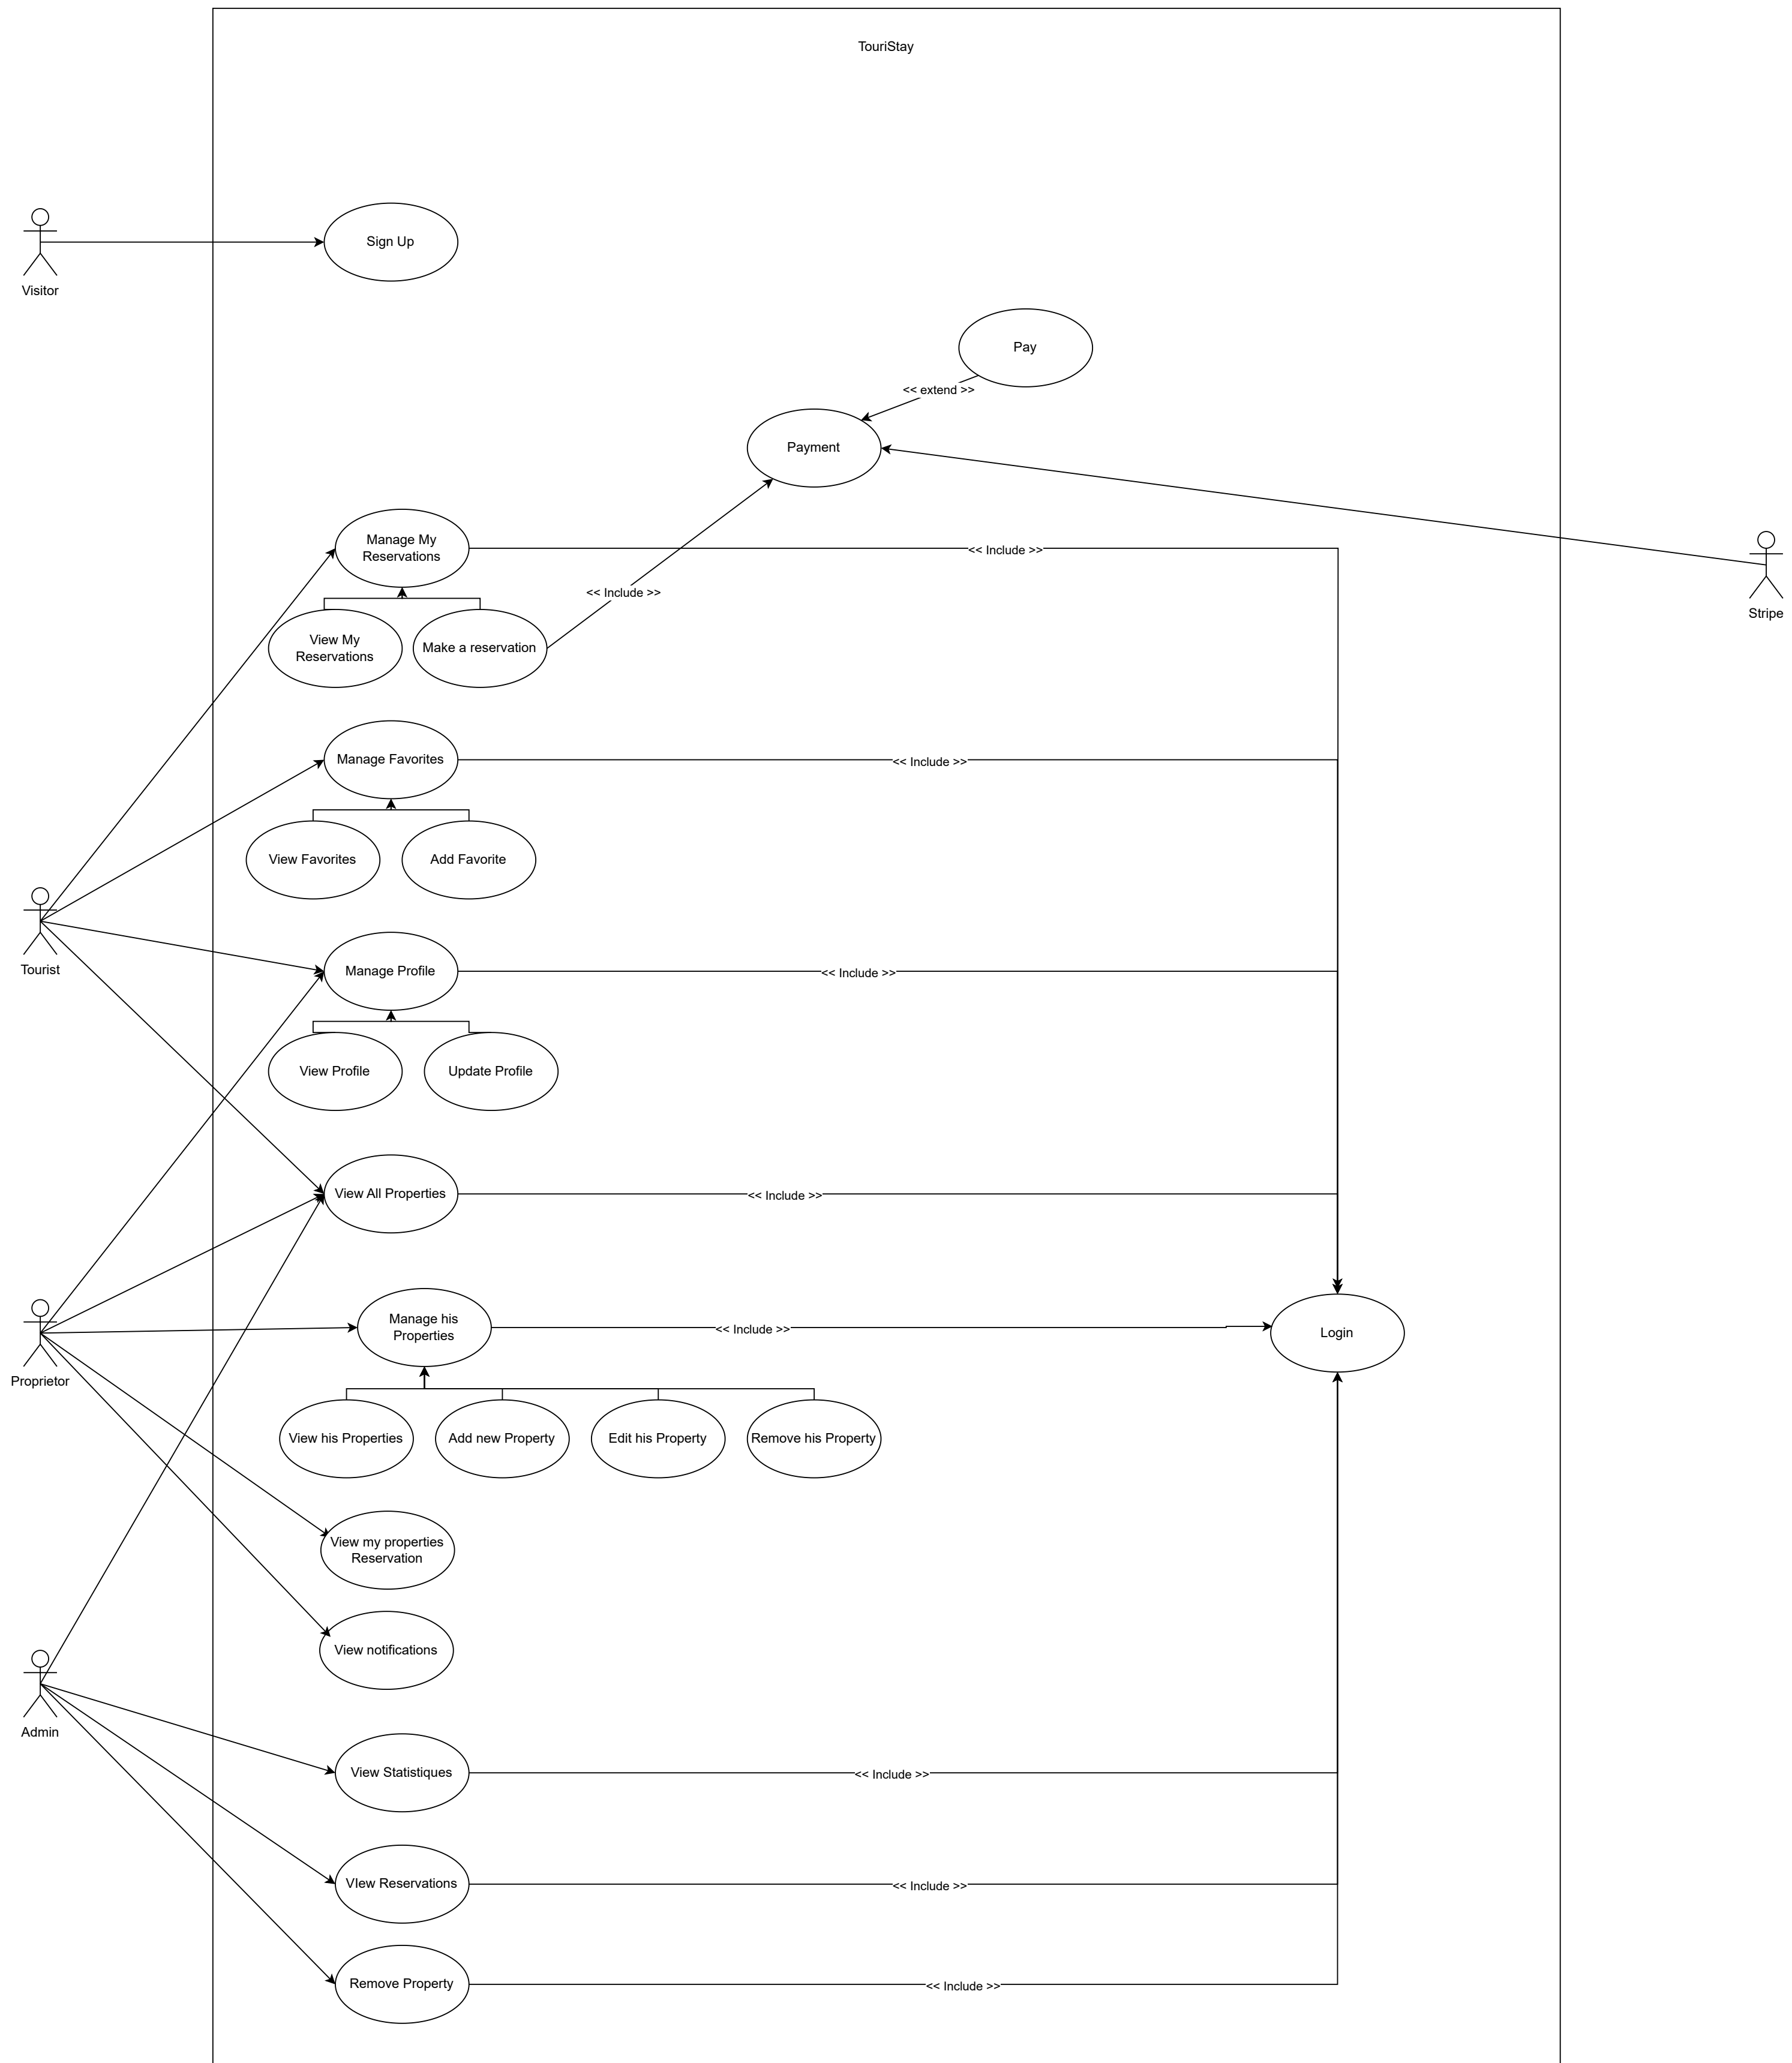 TouriStay
Sign Up
Visitor
Pay
<< extend >>
Payment
Manage My
Reservations
<< Include >>
<< Include >>
Stripe
View My
Reservations
Make a reservation
Manage Favorites
<< Include >>
View Favorites
Add Favorite
Tourist
Manage Profile
<< Include >>
View Profile
Update Profile
View All Properties
<< Include >>
Manage his
Properties
<< Include >>
Login
Proprietor
View his Properties
Add new Property
Edit his Property
Remove his Property
View my properties
Reservation
View notifications
Admin
View Statistiques
<< Include >>
VIew Reservations
<< Include >>
Remove Property
<< Include >>